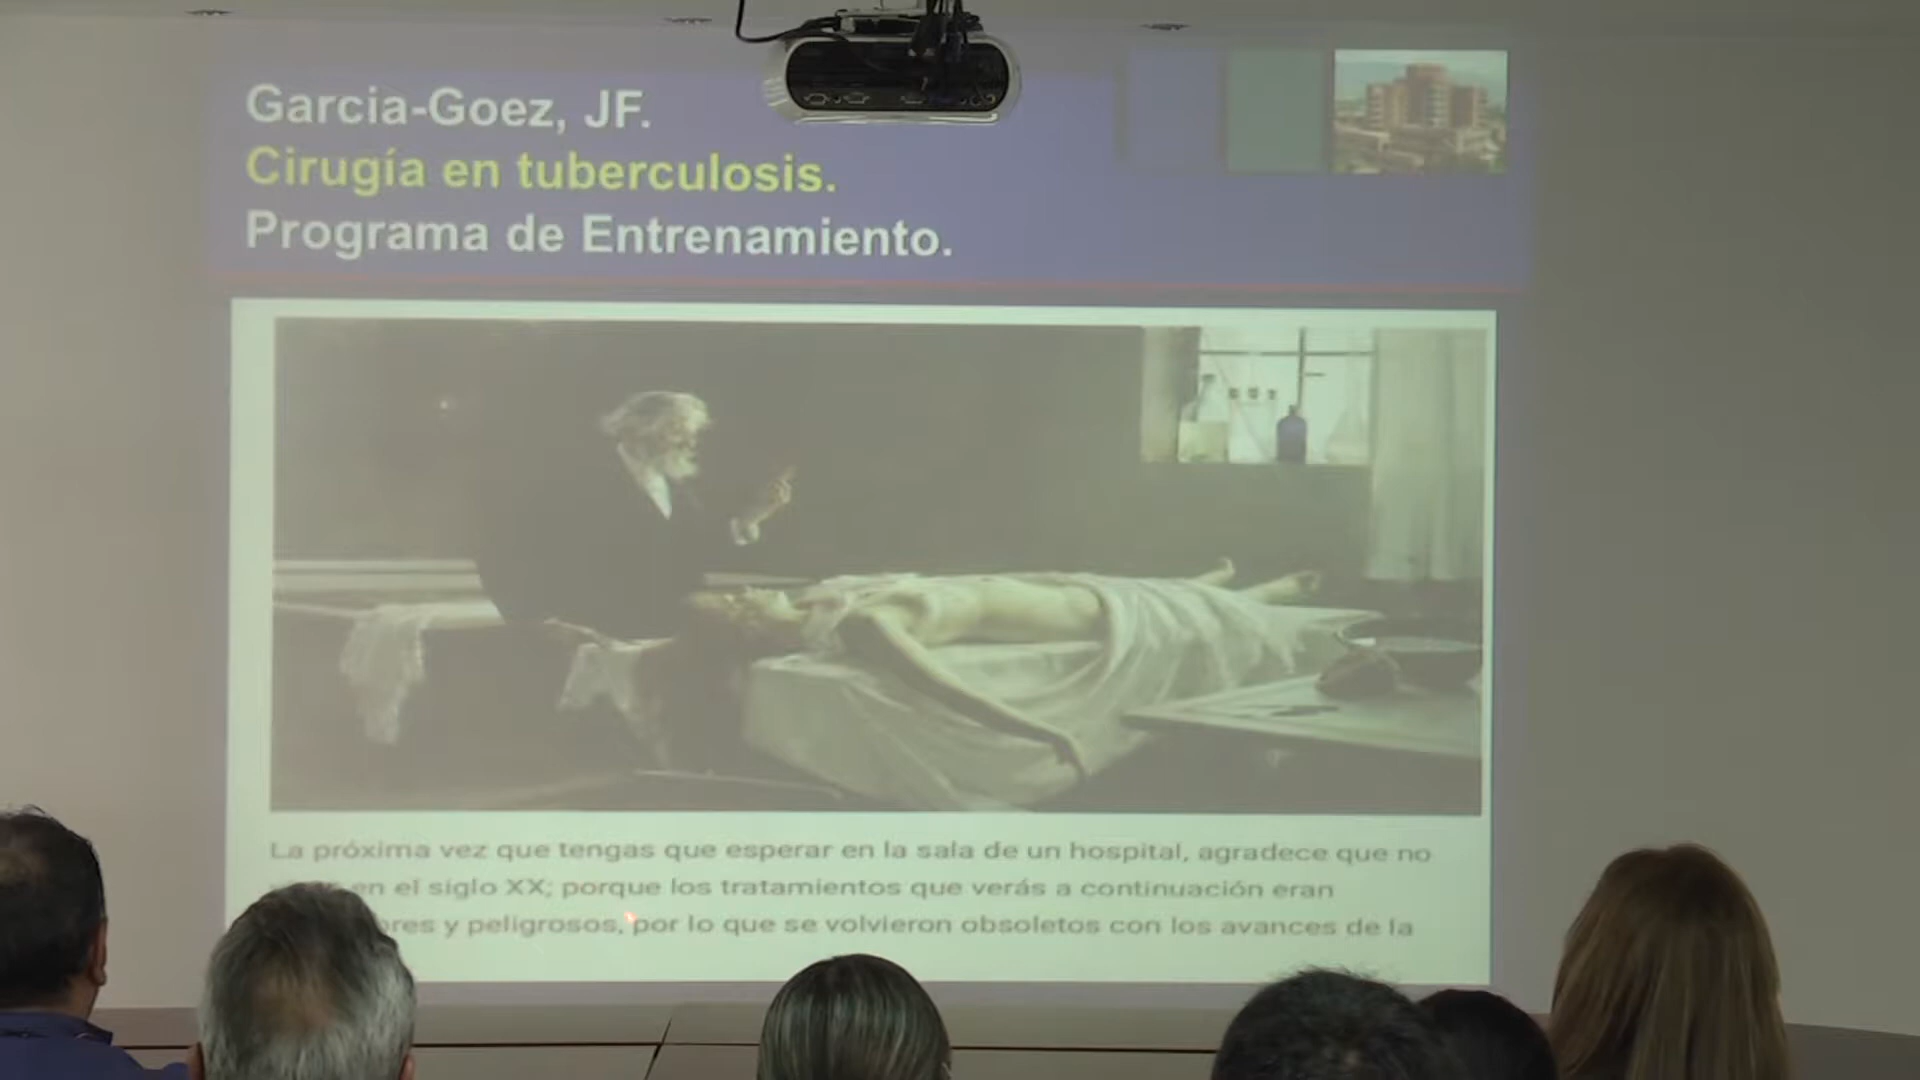 Garcia-Goez, JF.
Cirugía en tuberculosis.
Programa de Entrenamiento.
La próxima vez que tengas que esperar en la sala de un hospital, agradece que no
en el siglo XX; porque los tratamientos que verás a continuación eran
y peligrosos, por lo que se volvieron obsoletos con los avances de la